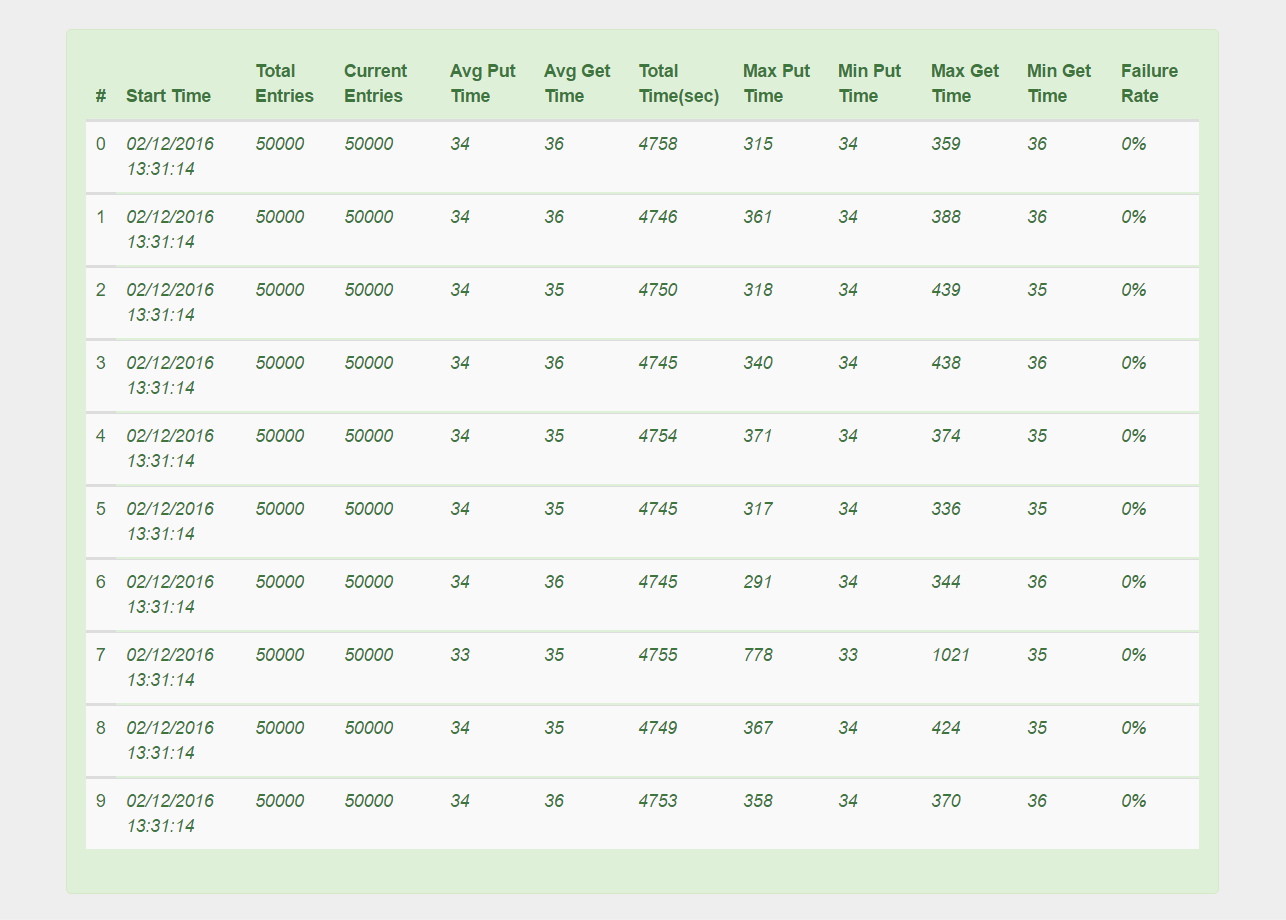 # Start Time Total Entries Current Entries Avg Put Time Avg Get Time Total Time(sec) Max Put Time Min Put Time Max Get Time Min Get Time Failure Rate
0 02/12/2016 13:31:14 50000 50000 34 36 4758 315 34 359 36 0%
1 02/12/2016 13:31:14 50000 50000 34 36 4746 361 34 388 36 0%
2 02/12/2016 13:31:14 50000 50000 34 35 4750 318 34 439 35 0%
3 02/12/2016 13:31:14 50000 50000 34 36 4745 340 34 438 36 0%
4 02/12/2016 13:31:14 50000 50000 34 35 4754 371 34 374 35 0%
5 02/12/2016 13:31:14 50000 50000 34 35 4745 317 34 336 35 0%
6 02/12/2016 13:31:14 50000 50000 34 36 4745 291 34 344 36 0%
7 02/12/2016 13:31:14 50000 50000 33 35 4755 778 33 1021 35 0%
8 02/12/2016 13:31:14 50000 50000 34 35 4749 367 34 424 35 0%
9 02/12/2016 13:31:14 50000 50000 34 36 4753 358 34 370 36 0%